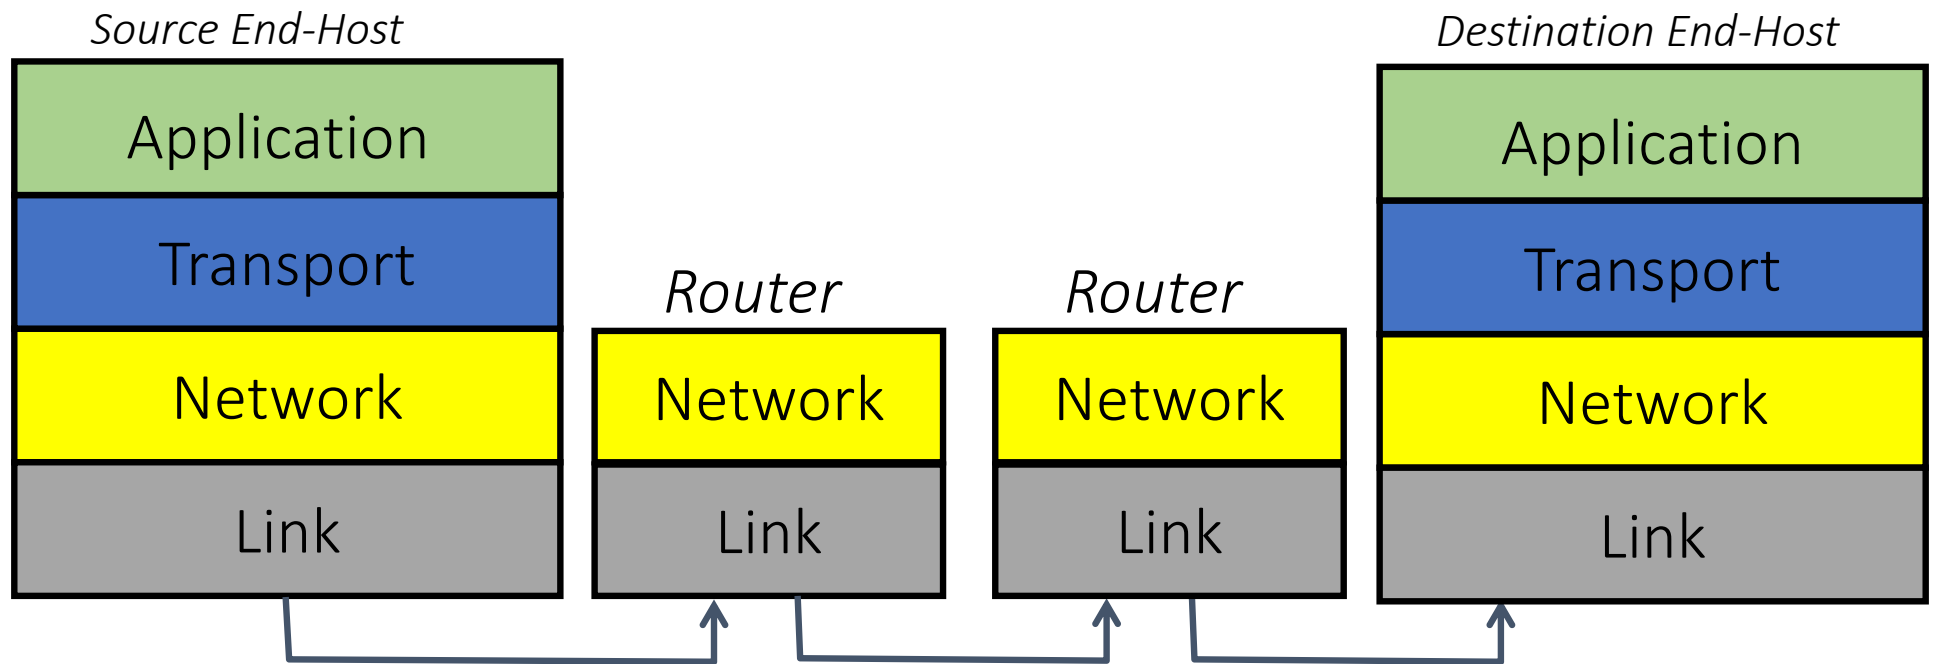 Source End-Host
Application
Transport
Network
Link
Router
Network
Link
Router
Network
Link
Destination End-Host
Application
Transport
Network
Link